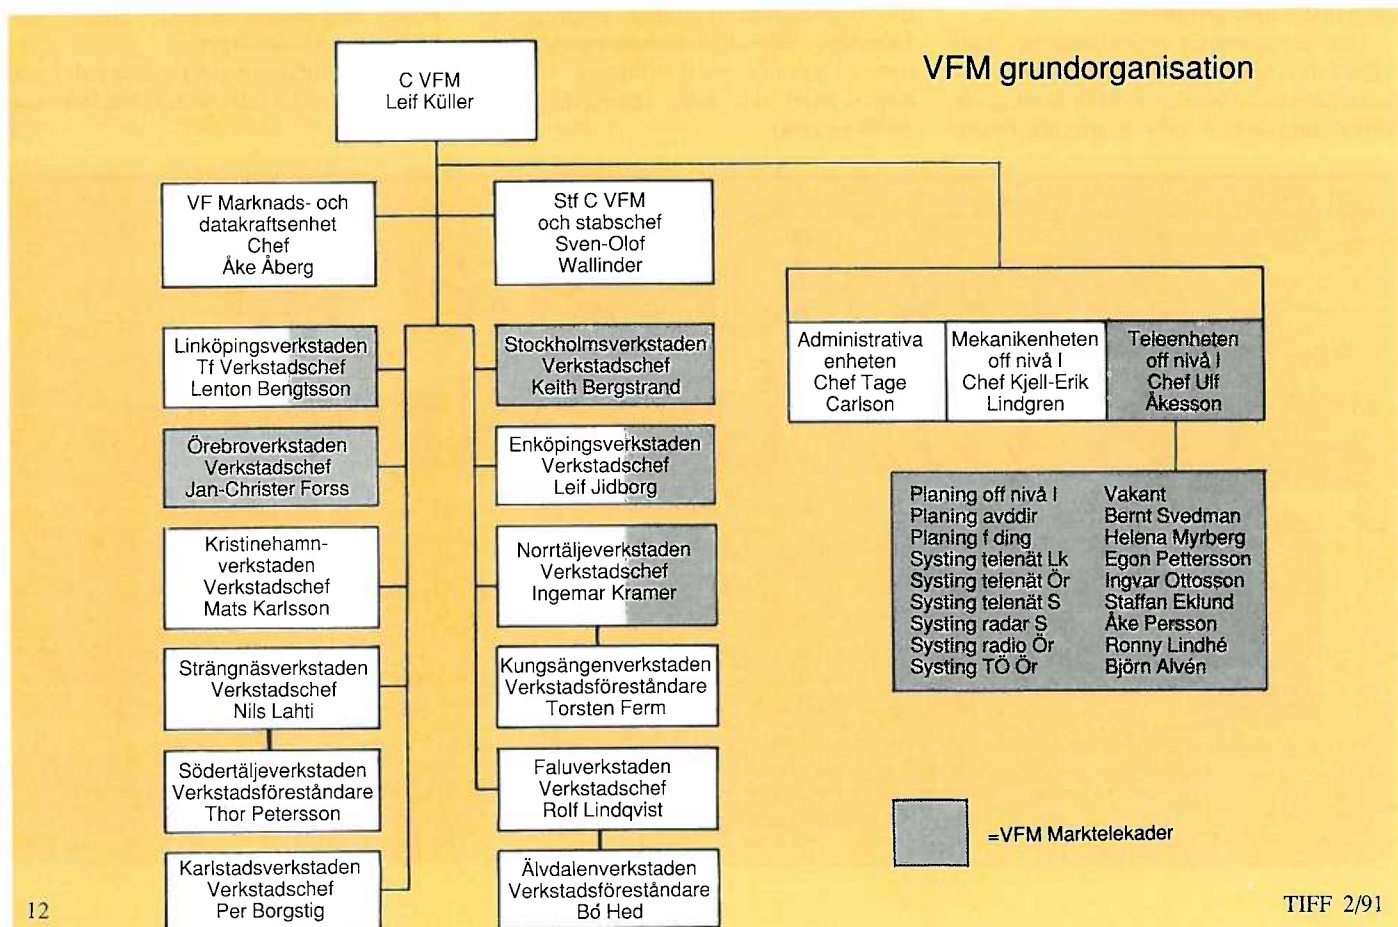 VFM grundorganisation
C VFM
Leif Küller
VF Marknads- och
datakraftsenhet
Chef
Åke Åberg
Stf C VFM
och stabschef
Sven-Olof
Wallinder
Linköpingsverkstaden
Tf Verkstadschef
Lenton Bengtsson
Örebroverkstaden
Verkstadschef
Jan-Christer Forss
Kristinehamn-
verkstaden
Verkstadschef
Mats Karlsson
Strängnäsverkstaden
Verkstadschef
Nils Lahti
Södertäljeverkstaden
Verkstadsföreståndare
Thor Petersson
Karlstadsverkstaden
Verkstadschef
Per Borgstig
Stockholmsverkstaden
Verkstadschef
Keith Bergstrand
Enköpingsverkstaden
Verkstadschef
Leif Jidborg
Norrtäljeverkstaden
Verkstadschef
Ingemar Kramer
Kungsängenverkstaden
Verkstadsföreståndare
Torsten Ferm
Faluverkstaden
Verkstadschef
Rolf Lindqvist
Älvdalenverkstaden
Verkstadsföreståndare
Bó Hed
Administrativa
enheten
Chef Tage
Carlson
Mekanikenheten
off nivå I
Chef Kjell-Erik
Lindgren
Teleenheten
off nivå I
Chef Ulf
Åkesson
Planing off nivå I Vakant
Planing avddir Bernt Svedman
Planing f ding Helena Myrberg
Systing telenät Lk Egon Pettersson
Systing telenät Ör Ingvar Ottosson
Systing telenät S Staffan Eklund
Systing radar S Åke Persson
Systing radio Ör Ronny Lindhé
Systing TÖ Ör Björn Alvén
=VFM Marktelekader
12
TIFF 2/91